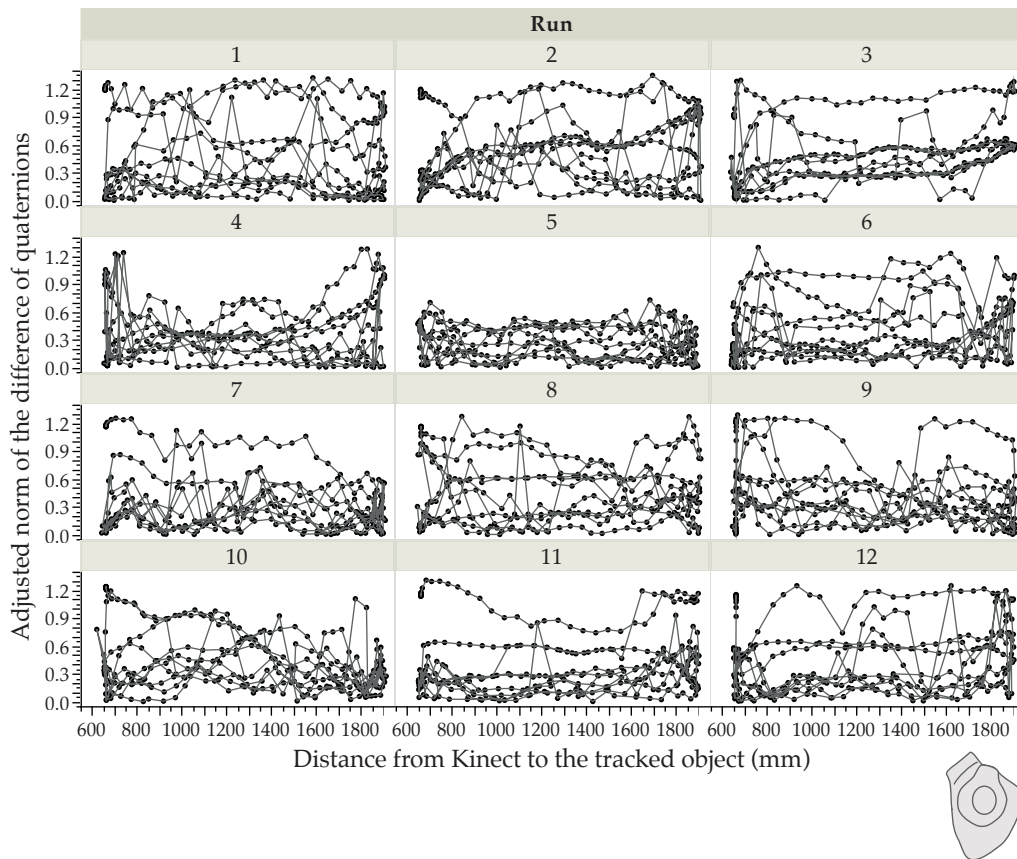 Run
1 2 3
1.2
0.9
0.6
0.3
0.0
4 5 6
1.2
0.9
0.6
0.3
0.0
7 8 9
1.2
0.9
0.6
0.3
0.0
10 11 12
1.2
0.9
0.6
0.3
0.0
Adjusted norm of the difference of quaternions
600 800 1000 1200 1400 1600 1800 600 800 1000 1200 1400 1600 1800 600 800 1000 1200 1400 1600 1800
Distance from Kinect to the tracked object (mm)